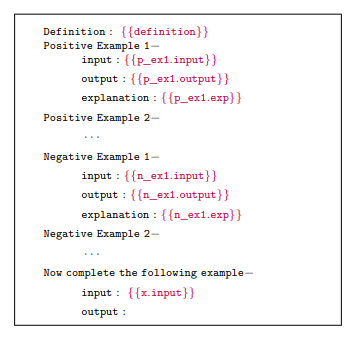 Definition : {{definition}}
Positive Example 1—
input : {{p_ex1.input}}
output : {{p_ex1.output}}
explanation : {{p_ex1.exp}}
Positive Example 2—
...
Negative Example 1—
input : {{n_ex1.input}}
output : {{n_ex1.output}}
explanation : {{n_ex1.exp}}
Negative Example 2—
...
Now complete the following example—
input : {{x.input}}
output :